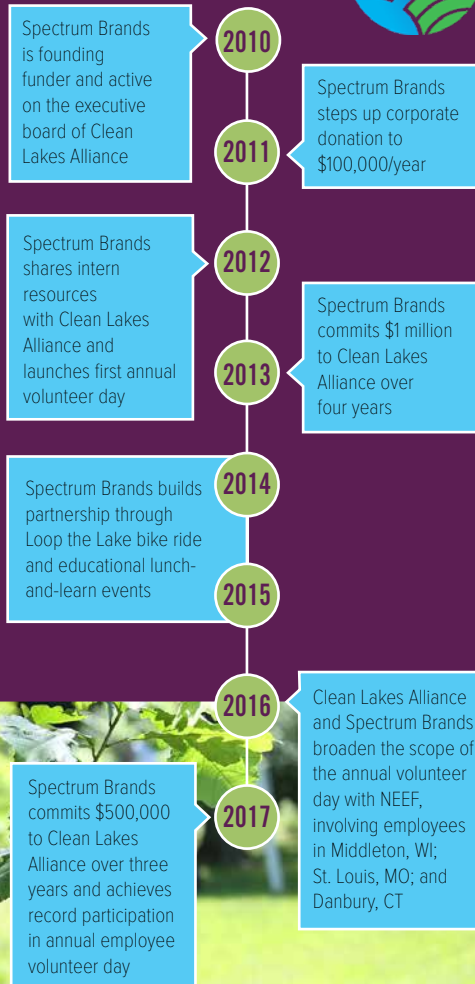 Spectrum Brands
is founding
funder and active
on the executive
board of Clean
Lakes Alliance
2010
2011
Spectrum Brands
steps up corporate
donation to
$100,000/year
Spectrum Brands
shares intern
resources
with Clean Lakes
Alliance and
launches first annual
volunteer day
2012
2013
Spectrum Brands
commits $1 million
to Clean Lakes
Alliance over
four years
Spectrum Brands builds
partnership through
Loop the Lake bike ride
and educational lunch-
and-learn events
2014
2015
2016
Clean Lakes Alliance
and Spectrum Brands
broaden the scope of
the annual volunteer
day with NEEF,
involving employees
in Middleton, WI;
St. Louis, MO; and
Danbury, CT
Spectrum Brands
commits $500,000
to Clean Lakes
Alliance over three
years and achieves
record participation
in annual employee
volunteer day
2017